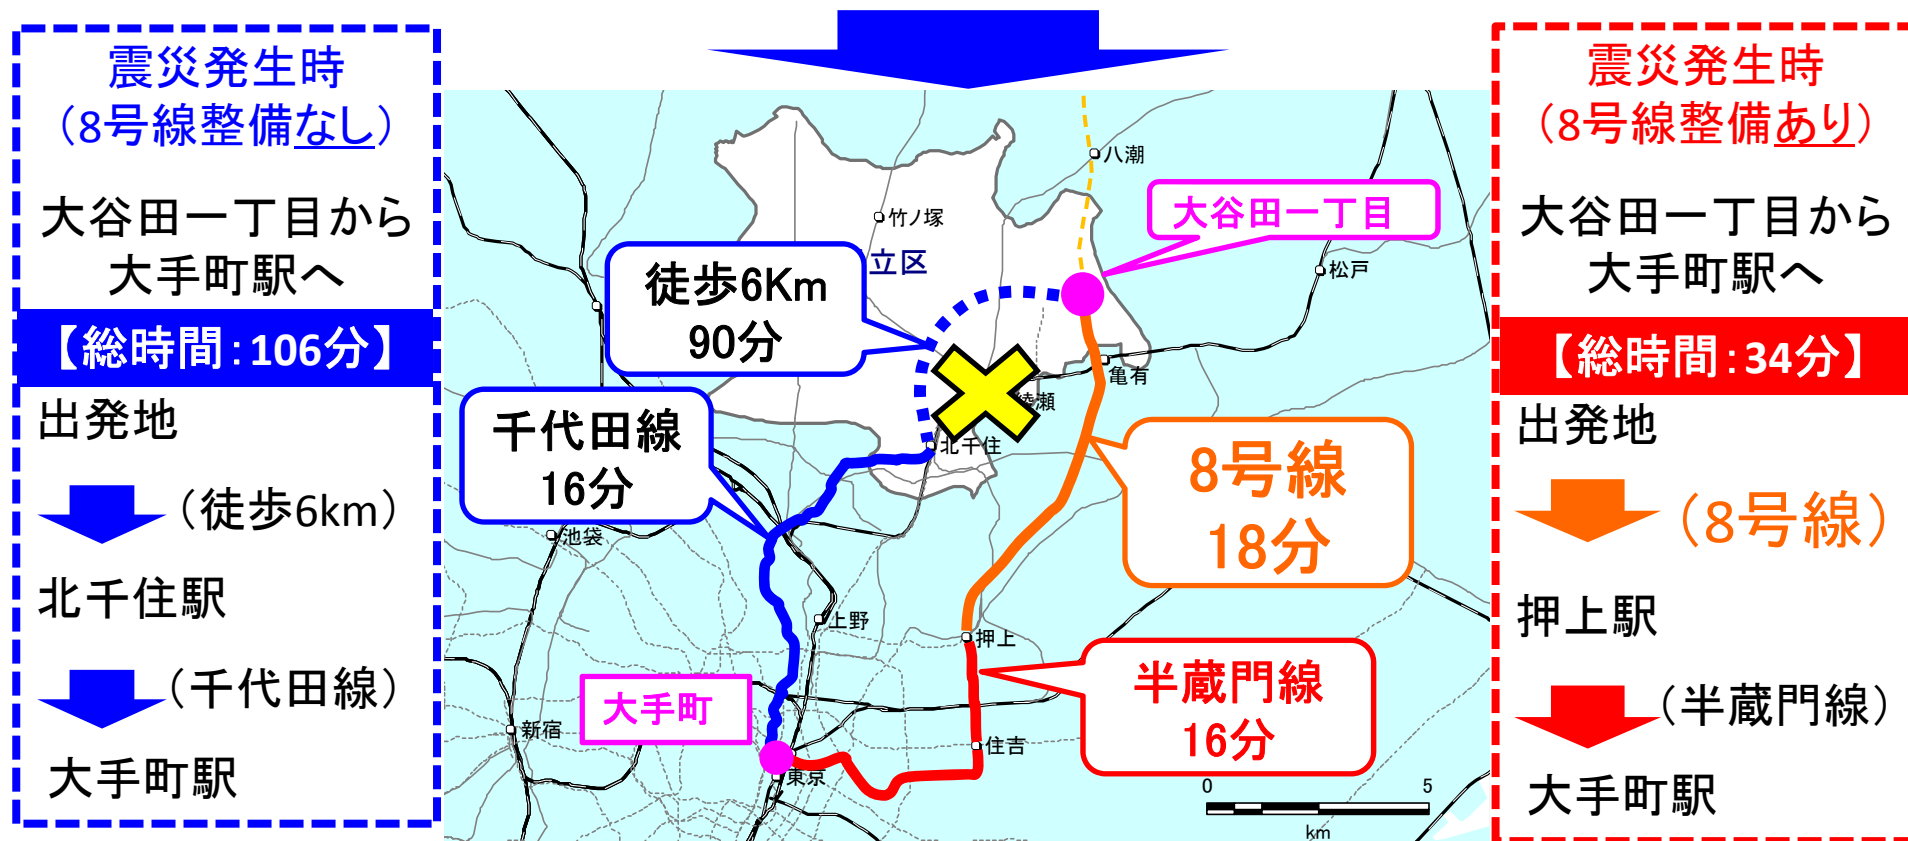 震災発生時
（8号線整備なし）
大谷田一丁目から
大手町駅へ
【総時間：106分】
出発地
（徒歩6km）
北千住駅
（千代田線）
大手町駅
八潮
竹ノ塚
大谷田一丁目
立区
松戸
徒歩6Km
90分
亀有
綾瀬
千代田線
16分
北千住
8号線
18分
池袋
上野
押上
半蔵門線
16分
大手町
新宿
住吉
東京
0 5
km
震災発生時
（8号線整備あり）
大谷田一丁目から
大手町駅へ
【総時間：34分】
出発地
（8号線）
押上駅
（半蔵門線）
大手町駅